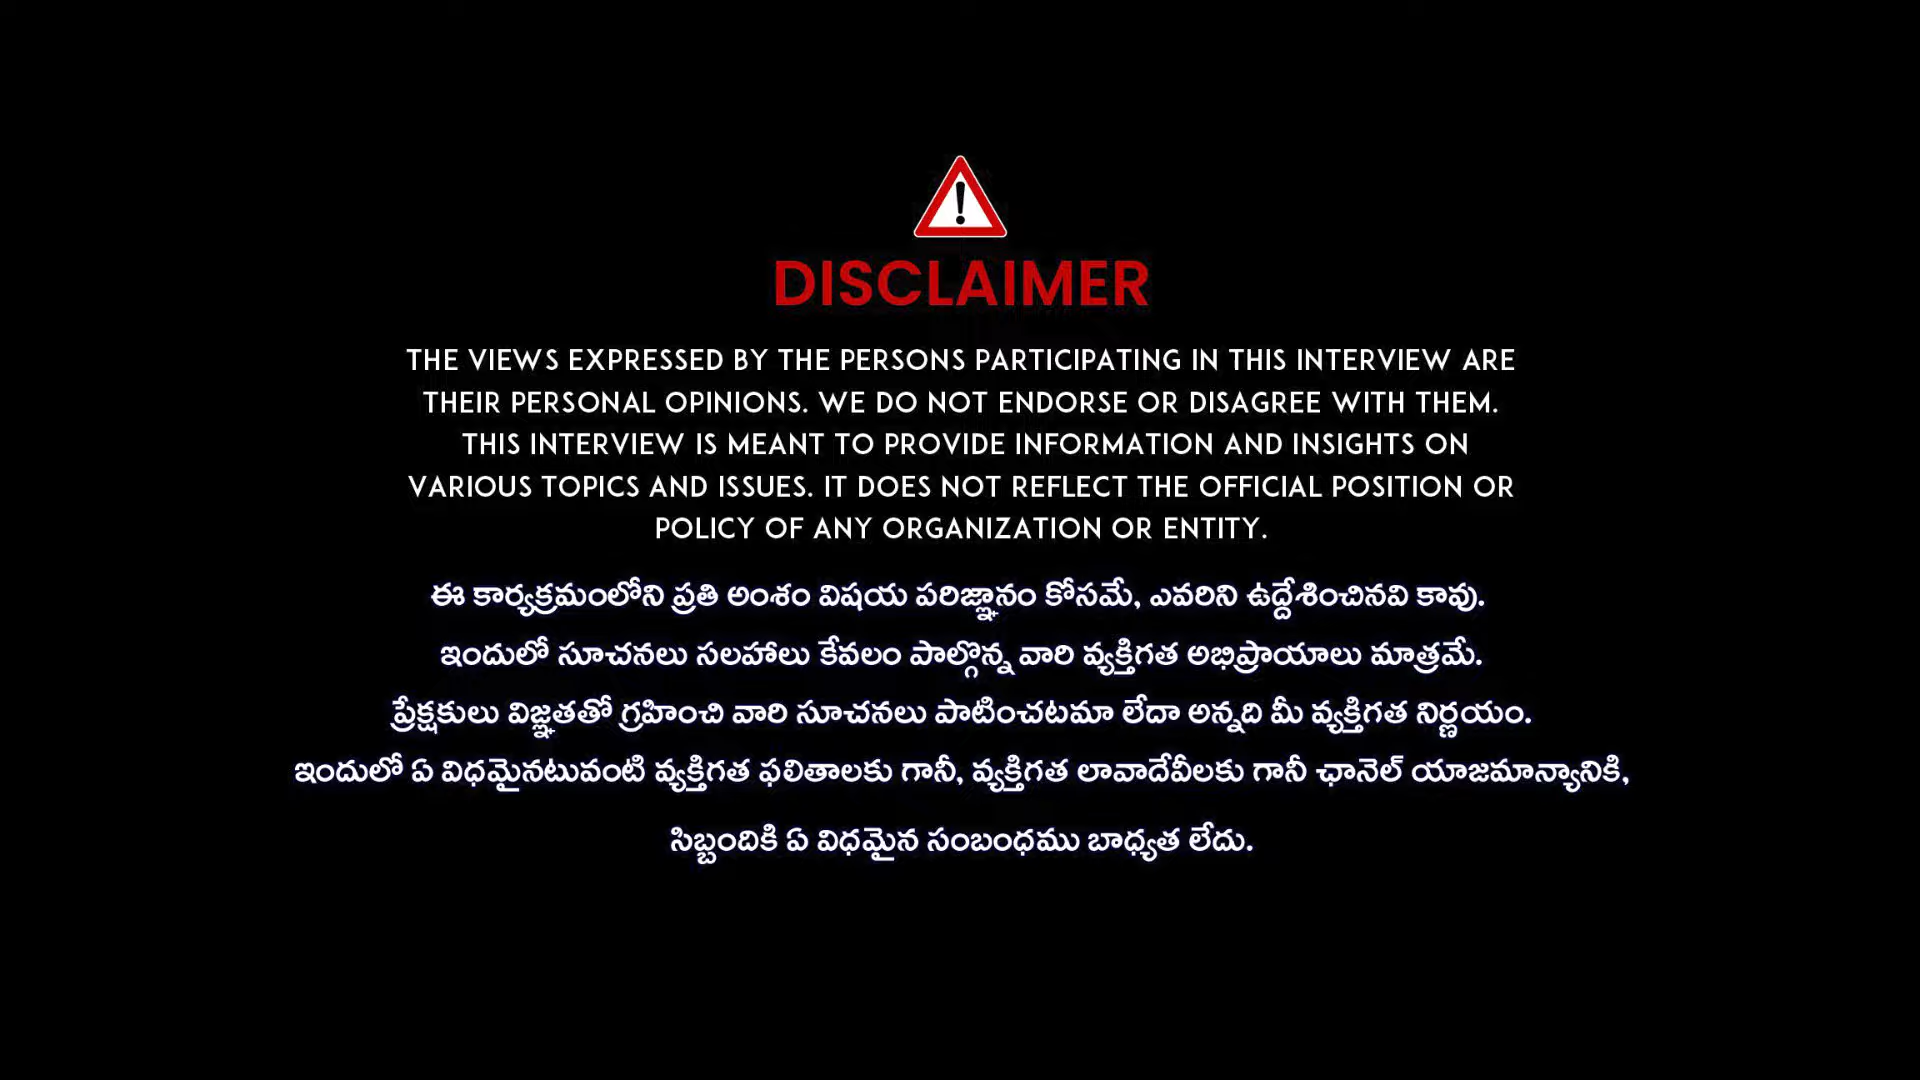 DISCLAIMER
THE VIEWS EXPRESSED BY THE PERSONS PARTICIPATING IN THIS INTERVIEW ARE
THEIR PERSONAL OPINIONS. WE DO NOT ENDORSE OR DISAGREE WITH THEM.
THIS INTERVIEW IS MEANT TO PROVIDE INFORMATION AND INSIGHTS ON
VARIOUS TOPICS AND ISSUES. IT DOES NOT REFLECT THE OFFICIAL POSITION OR
POLICY OF ANY ORGANIZATION OR ENTITY.
ఈ కార్యక్రమంలోని ప్రతి అంశం విషయ పరిజ్ఞానం కోసమే, ఎవరిని ఉద్దేశించినవి కావు.
ఇందులో సూచనలు సలహాలు కేవలం పాల్గొన్న వారి వ్యక్తిగత అభిప్రాయాలు మాత్రమే.
ప్రేక్షకులు విజ్ఞతతో గ్రహించి వారి సూచనలు పాటించటమా లేదా అన్నది మీ వ్యక్తిగత నిర్ణయం.
ఇందులో ఏ విధమైనటువంటి వ్యక్తిగత ఫలితాలకు గానీ, వ్యక్తిగత లావాదేవీలకు గానీ ఛానెల్ యాజమాన్యానికి,
సిబ్బందికి ఏ విధమైన సంబంధము బాధ్యత లేదు.